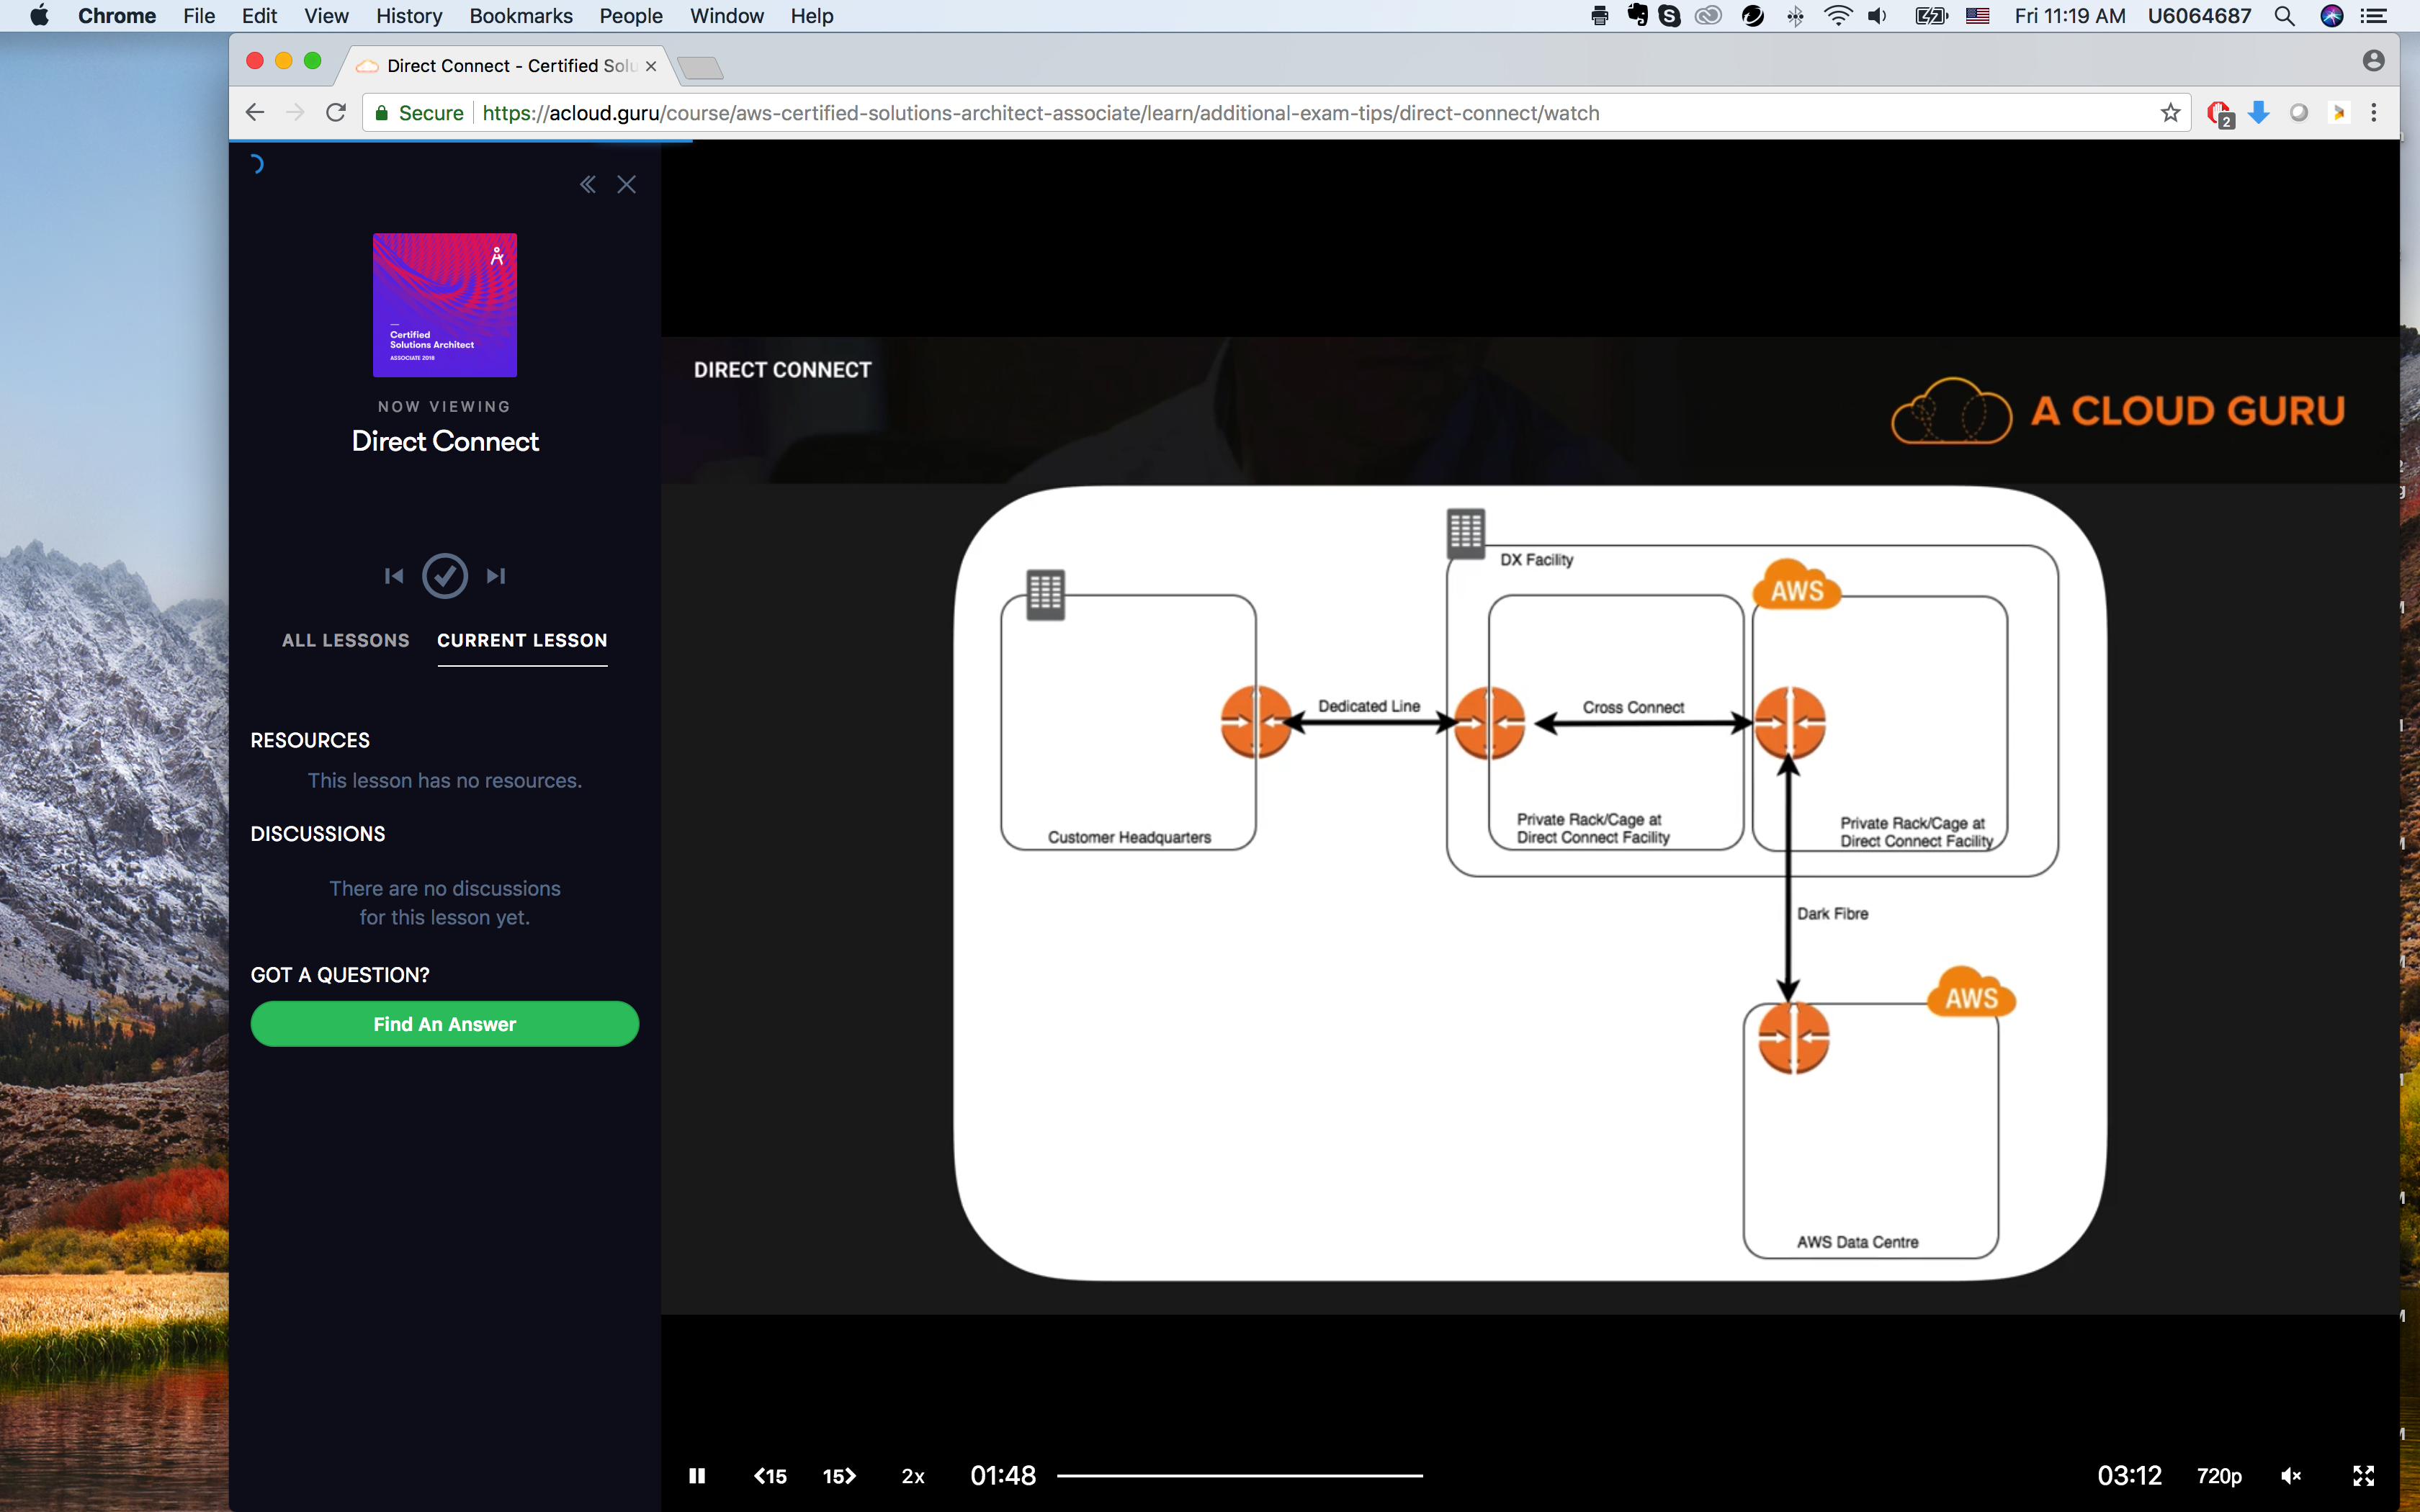 Chrome File Edit View History Bookmarks People Window Help Fri 11:19 AM U6064687
Direct Connect - Certified Solu
Secure https://acloud.guru/course/aws-certified-solutions-architect-associate/learn/additional-exam-tips/direct-connect/watch
2
Certified
Solutions Architect
ASSOCIATE 2018
NOW VIEWING
Direct Connect
ALL LESSONS CURRENT LESSON
RESOURCES
This lesson has no resources.
DISCUSSIONS
There are no discussions
for this lesson yet.
GOT A QUESTION?
Find An Answer
DIRECT CONNECT
A CLOUD GURU
DX Facility
AWS
Dedicated Line
Cross Connect
Customer Headquarters
Private Rack/Cage at
Direct Connect Facility
Private Rack/Cage at
Direct Connect Facility
Dark Fibre
AWS
AWS Data Centre
15 15 2x 01:48 03:12 720p